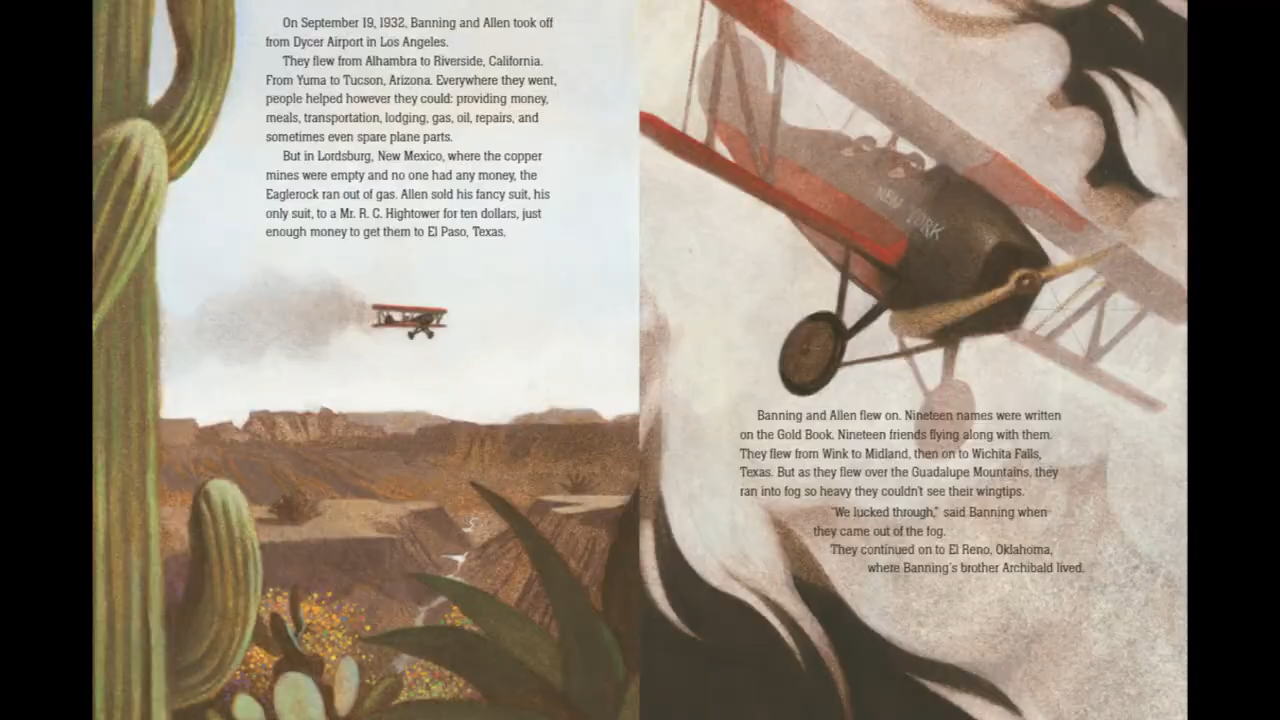 On September 19, 1932, Banning and Allen took off
from Dycer Airport in Los Angeles.
They flew from Alhambra to Riverside, California.
From Yuma to Tucson, Arizona. Everywhere they went,
people helped however they could: providing money,
meals, transportation, lodging, gas, oil, repairs, and
sometimes even spare plane parts.
But in Lordsburg, New Mexico, where the copper
mines were empty and no one had any money, the
Eaglerock ran out of gas. Allen sold his fancy suit, his
only suit, to a Mr. R. C. Hightower for ten dollars, just
enough money to get them to El Paso, Texas.
NEW YORK
Banning and Allen flew on. Nineteen names were written
on the Gold Book. Nineteen friends flying along with them.
They flew from Wink to Midland, then on to Wichita Falls,
Texas. But as they flew over the Guadalupe Mountains, they
ran into fog so heavy they couldn't see their wingtips.
"We lucked through," said Banning when
they came out of the fog.
They continued on to El Reno, Oklahoma,
where Banning's brother Archibald lived.